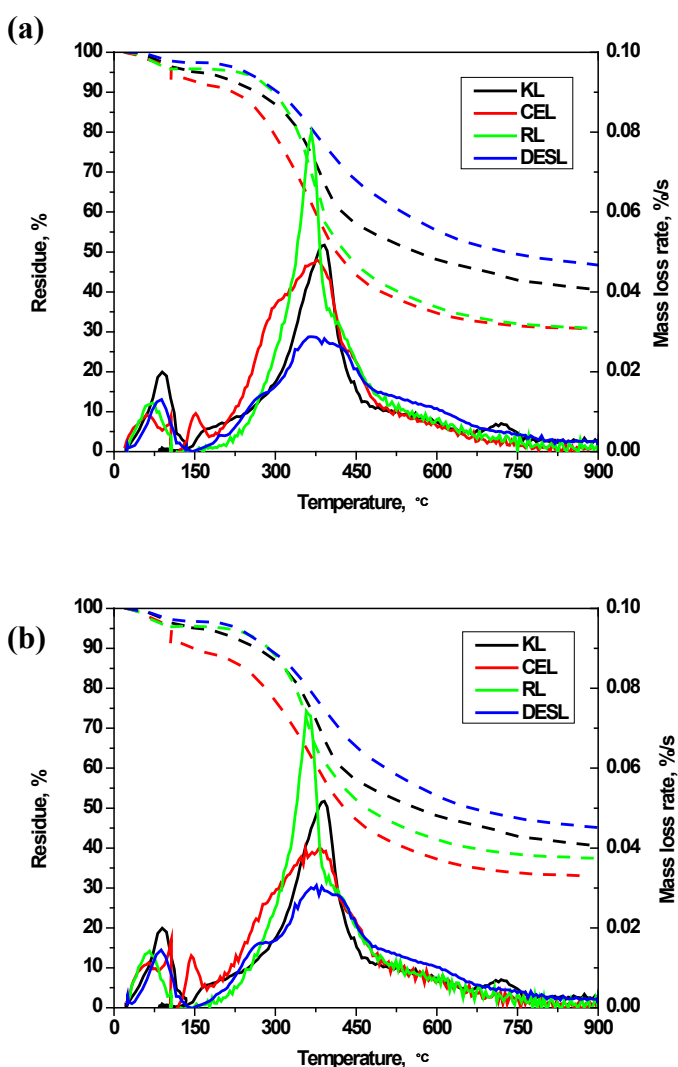 (a)
100
90
80
70
60
50
40
30
20
10
0
Residue, %
0.10
0.08
0.06
0.04
0.02
0.00
Mass loss rate, %/s
KL
CEL
RL
DESL
0 150 300 450 600 750 900
Temperature, °C
(b)
100
90
80
70
60
50
40
30
20
10
0
Residue, %
0.10
0.08
0.06
0.04
0.02
0.00
Mass loss rate, %/s
KL
CEL
RL
DESL
0 150 300 450 600 750 900
Temperature, °C